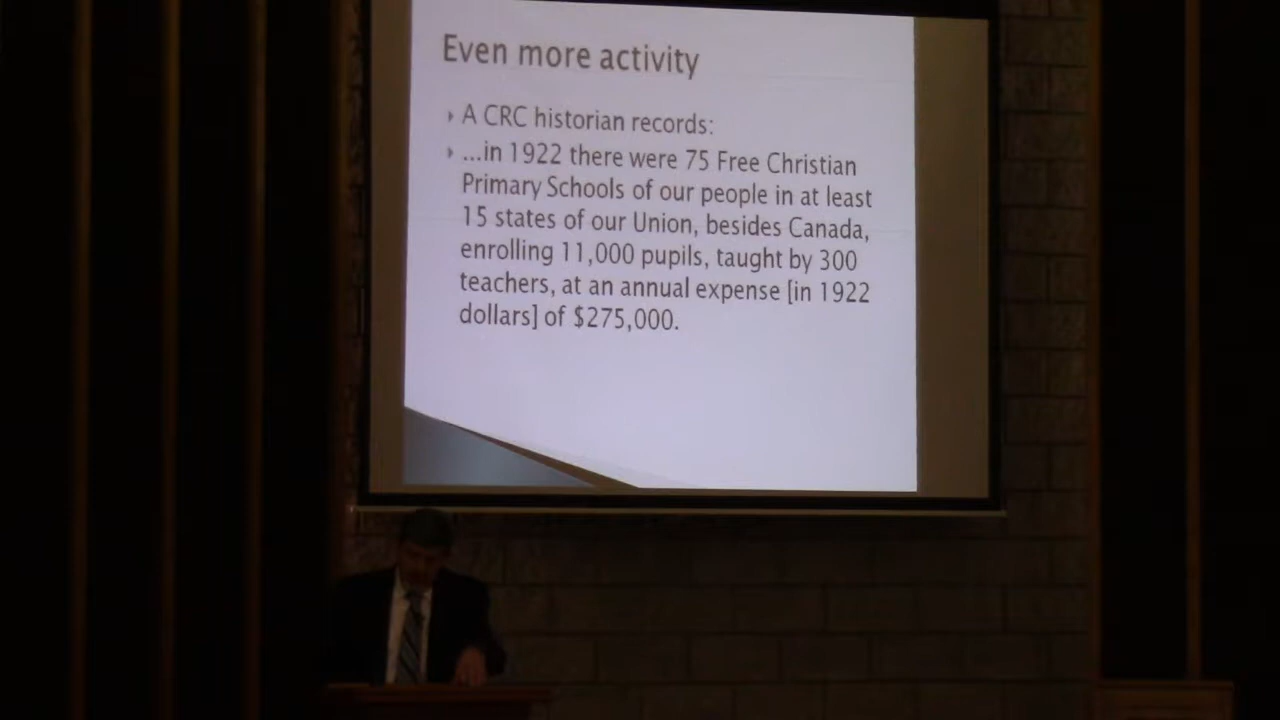 Even more activity
A CRC historian records:
...in 1922 there were 75 Free Christian
Primary Schools of our people in at least
15 states of our Union, besides Canada,
enrolling 11,000 pupils, taught by 300
teachers, at an annual expense [in 1922
dollars] of $275,000.